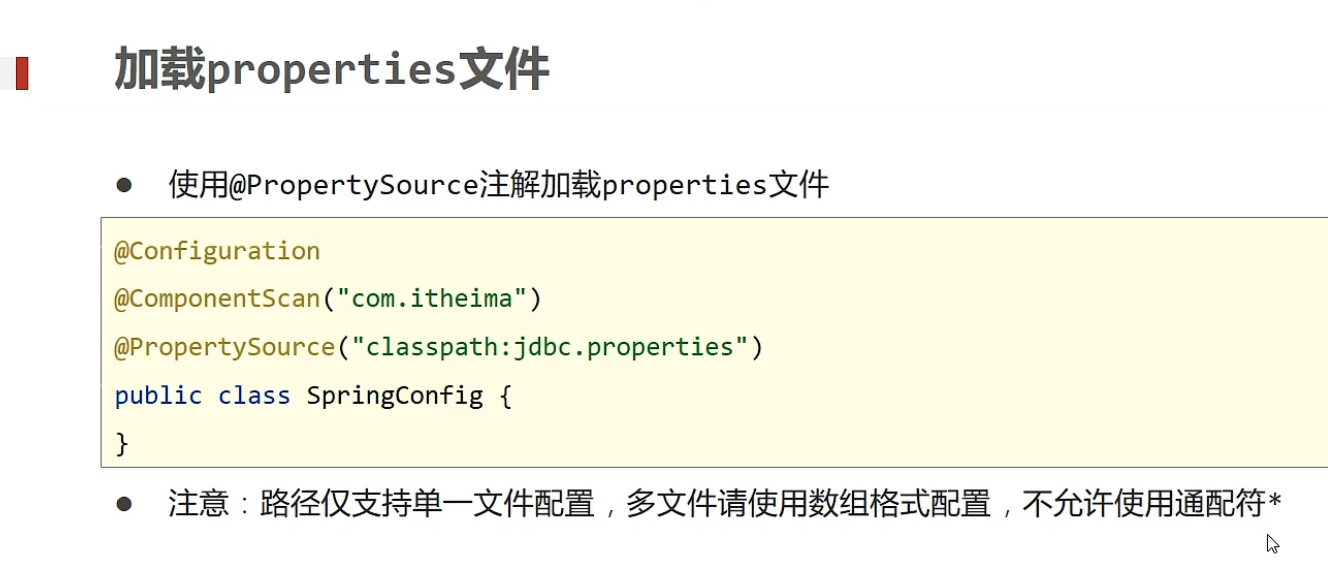 加载properties文件
使用@PropertySource注解加载properties文件
@Configuration
@ComponentScan("com.itheima")
@PropertySource("classpath:jdbc.properties")
public class SpringConfig {
}
注意：路径仅支持单一文件配置，多文件请使用数组格式配置，不允许使用通配符*